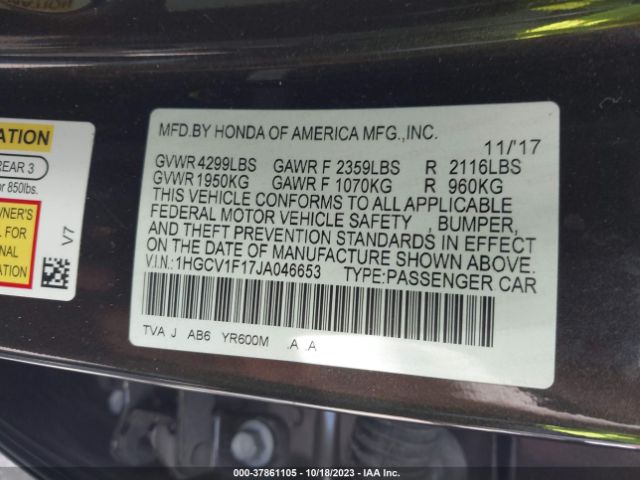 ATION
REAR 3
or 850lbs.
WNER'S
L FOR
ONAL
ATION
V7
MFD.BY HONDA OF AMERICA MFG.,INC.
11/'17
GVWR 4299LBS GAWR F 2359LBS R 2116LBS
GVWR 1950KG GAWR F 1070KG R 960KG
THIS VEHICLE CONFORMS TO ALL APPLICABLE
FEDERAL MOTOR VEHICLE SAFETY , BUMPER,
AND THEFT PREVENTION STANDARDS IN EFFECT
ON THE DATE OF MANUFACTURE SHOWN ABOVE.
V.I.N.:1HGCV1F17JA046653 TYPE:PASSENGER CAR
TVA J AB6 YR600M .A .A
000-37861105 | 10/18/2023 | IAA Inc.